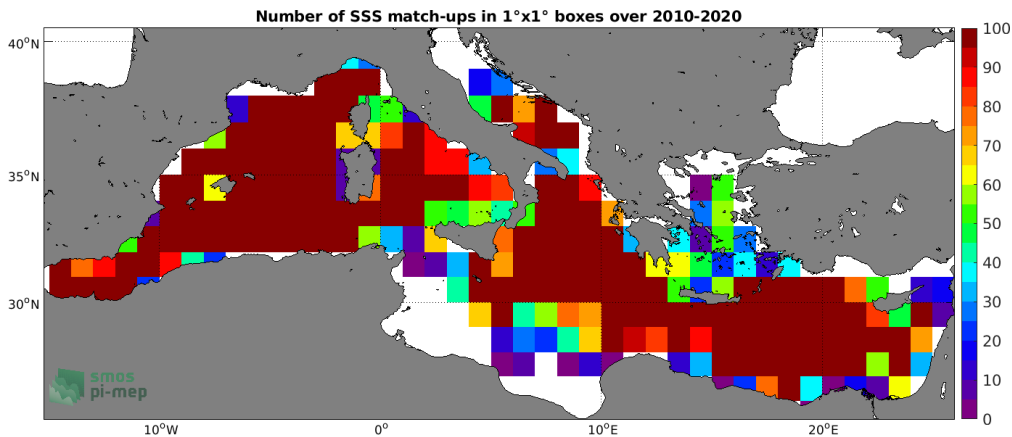 Number of SSS match-ups in 1°x1° boxes over 2010-2020
40°N
35°N
30°N
10°W
0°
10°E
20°E
100
90
80
70
60
50
40
30
20
10
0
smos
pi-mep